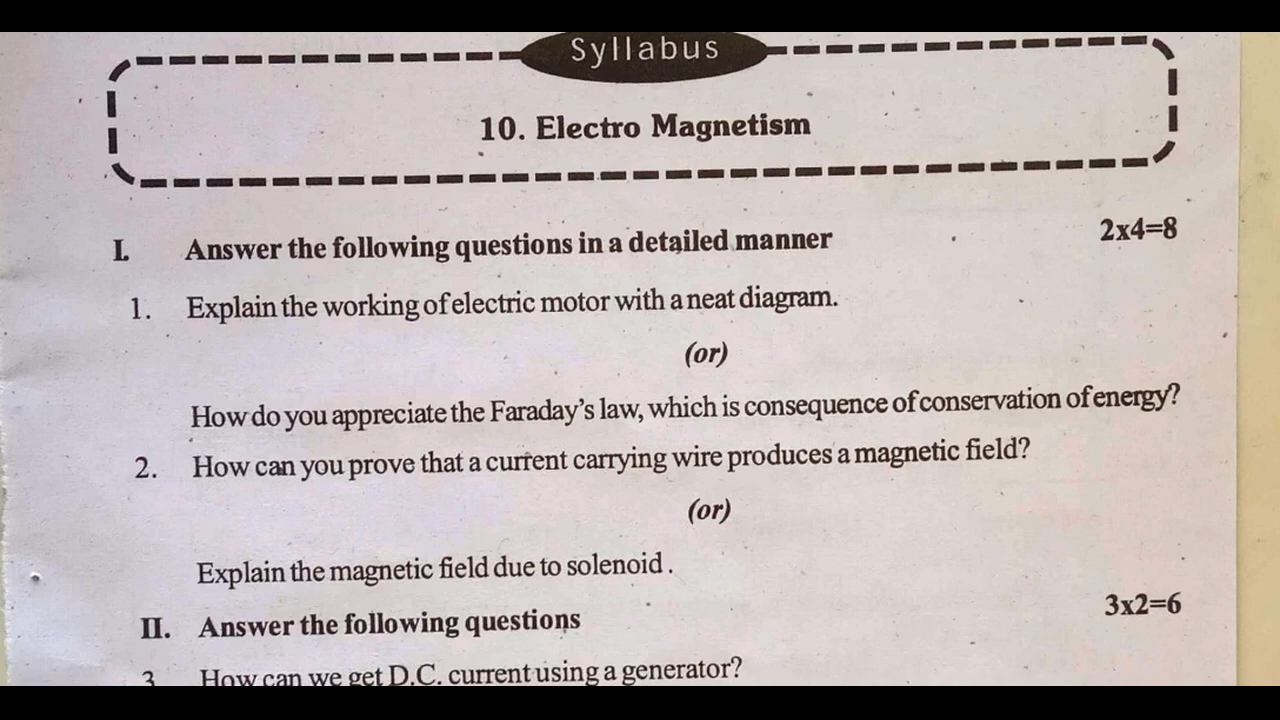 Syllabus
10. Electro Magnetism
I. Answer the following questions in a detailed manner 2x4=8
1. Explain the working of electric motor with a neat diagram.
(or)
How do you appreciate the Faraday's law, which is consequence of conservation of energy?
2. How can you prove that a current carrying wire produces a magnetic field?
(or)
Explain the magnetic field due to solenoid .
II. Answer the following questions 3x2=6
3 How can we get D.C. current using a generator?